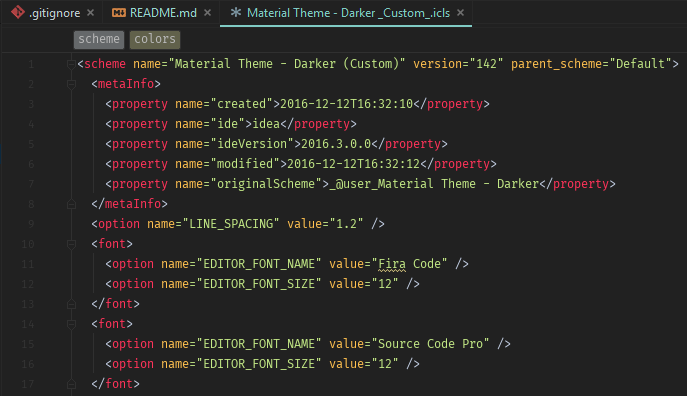 .gitignore README.md Material Theme - Darker _Custom_.icls
scheme colors
1 <scheme name="Material Theme - Darker (Custom)" version="142" parent_scheme="Default">
2 <metaInfo>
3 <property name="created">2016-12-12T16:32:10</property>
4 <property name="ide">idea</property>
5 <property name="ideVersion">2016.3.0.0</property>
6 <property name="modified">2016-12-12T16:32:12</property>
7 <property name="originalScheme">_@user_Material Theme - Darker</property>
8 </metaInfo>
9 <option name="LINE_SPACING" value="1.2" />
10 <font>
11 <option name="EDITOR_FONT_NAME" value="Fira Code" />
12 <option name="EDITOR_FONT_SIZE" value="12" />
13 </font>
14 <font>
15 <option name="EDITOR_FONT_NAME" value="Source Code Pro" />
16 <option name="EDITOR_FONT_SIZE" value="12" />
17 </font>